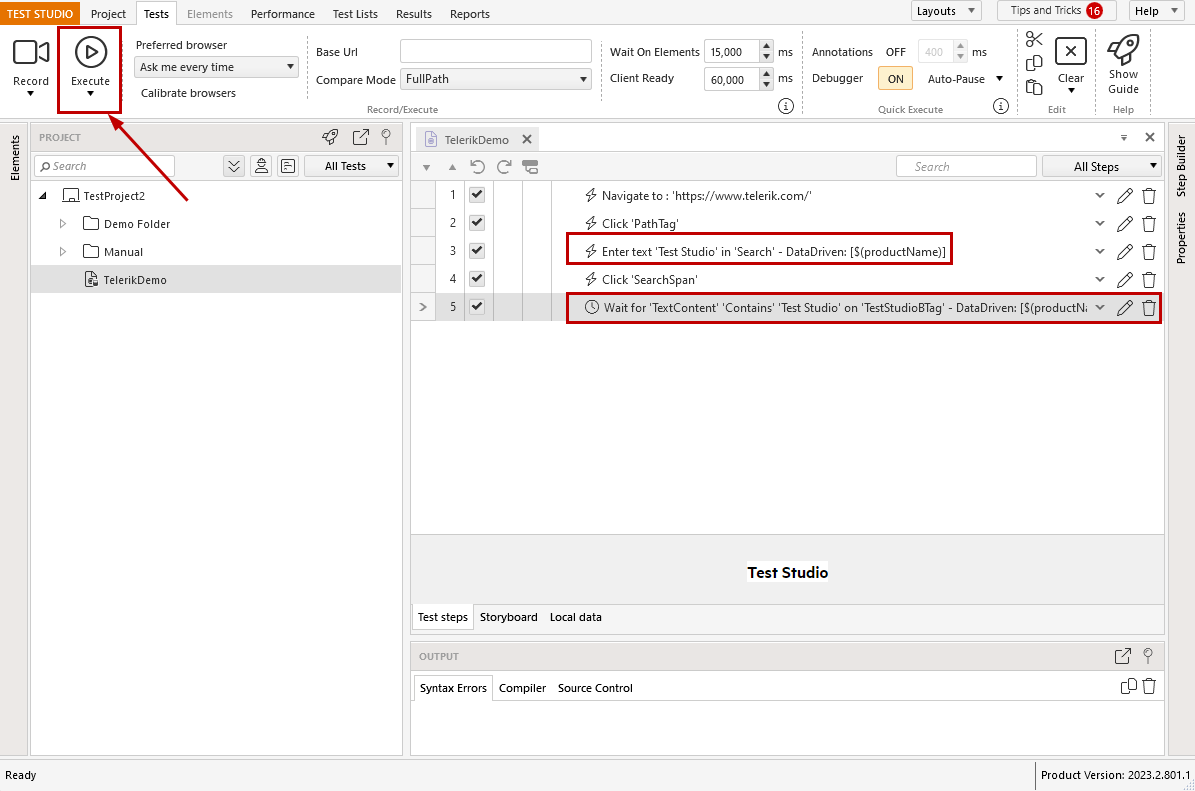 TEST STUDIO Project Tests Elements Performance Test Lists Results Reports Layouts Tips and Tricks 16 Help
Record
Execute
Preferred browser
Ask me every time
Calibrate browsers
Base Url
Compare Mode FullPath
Record/Execute
Wait On Elements 15,000 ms
Client Ready 60,000 ms
Annotations OFF 400 ms
Debugger ON Auto-Pause
Quick Execute
Clear
Edit
Show
Guide
Help
Elements
PROJECT
Search All Tests
TestProject2
Demo Folder
Manual
TelerikDemo
TelerikDemo
Search All Steps
1 Navigate to : 'https://www.telerik.com/'
2 Click 'PathTag'
3 Enter text 'Test Studio' in 'Search' - DataDriven: [$(productName)]
4 Click 'SearchSpan'
5 Wait for 'TextContent' 'Contains' 'Test Studio' on 'TestStudioBTag' - DataDriven: [$(productNa
Test Studio
Test steps Storyboard Local data
OUTPUT
Syntax Errors Compiler Source Control
Step Builder
Properties
Ready
Product Version: 2023.2.801.1